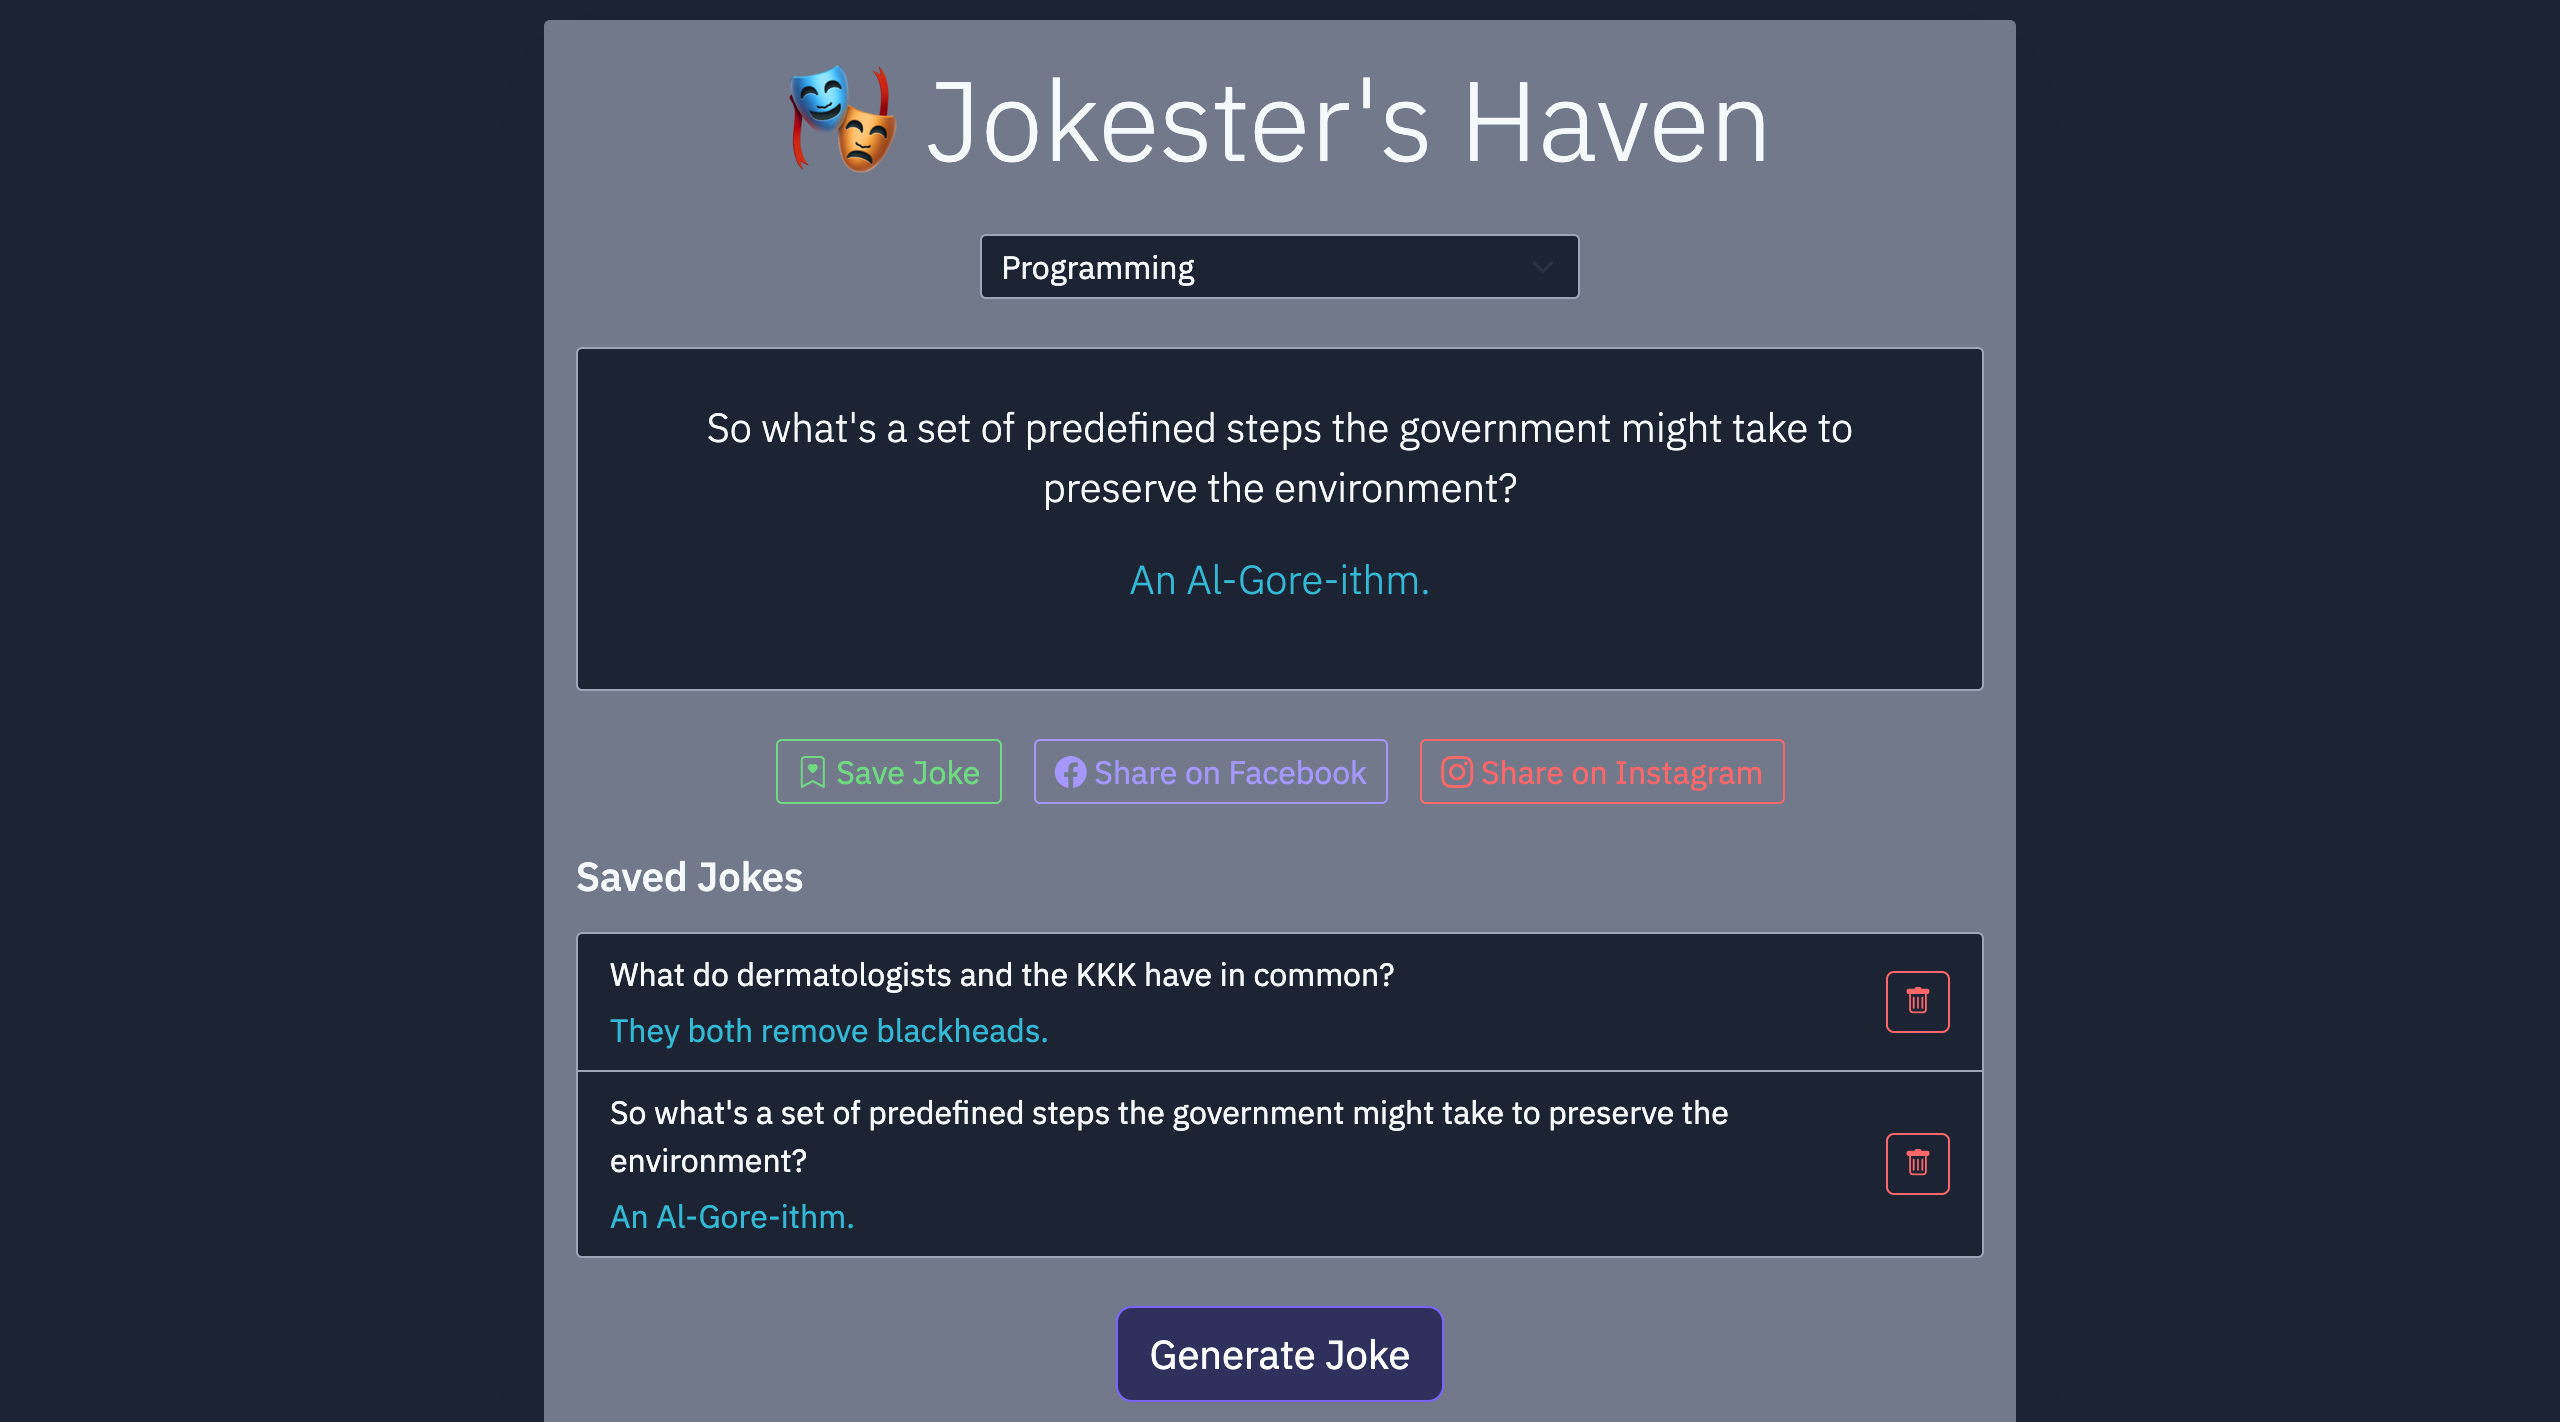 Jokester's Haven
Programming
So what's a set of predefined steps the government might take to
preserve the environment?
An Al-Gore-ithm.
Save Joke
Share on Facebook
Share on Instagram
Saved Jokes
What do dermatologists and the KKK have in common?
They both remove blackheads.
So what's a set of predefined steps the government might take to preserve the
environment?
An Al-Gore-ithm.
Generate Joke